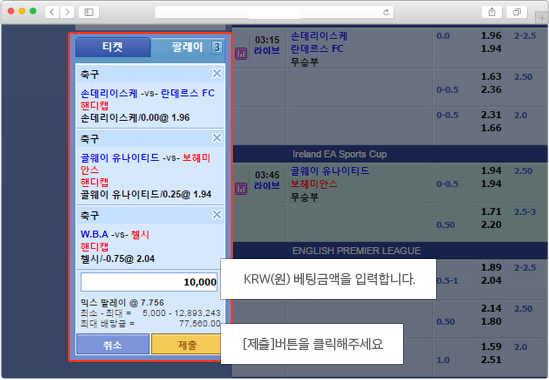 티켓 팔레이 3
축구
손데리이스케 -vs- 란데르스 FC
핸디캡
손데리이스케/0.00@ 1.96
축구
골웨이 유나이티드 -vs- 보헤미
안스
핸디캡
골웨이 유나이티드/0.25@ 1.94
축구
W.B.A -vs- 첼시
핸디캡
첼시/-0.75@ 2.04
10,000
믹스 팔레이 @ 7.756
최소 - 최대 = 5,000 - 12,893,243
최대 배당금 = 77,560.00
취소 제출
KRW(원) 베팅금액을 입력합니다.
[제출]버튼을 클릭해주세요
03:15 손데리이스케 0.0 1.96 2-2.5
라이브 란데르스 FC 1.94
무승부
1.63 2.50
0-0.5 2.36
0-0.5 2.31 2.0
1.66
Ireland EA Sports Cup
03:45 골웨이 유나이티드 1.94 2.50
라이브 보헤미안스 0-0.5 1.94
무승부
1.71 2.5-3
0.50 2.20
ENGLISH PREMIER LEAGUE
1.89 2-2.5
0.5-1 2.04
2.14 2.50
0.50 1.80
1.59 2.0
1.0 2.51